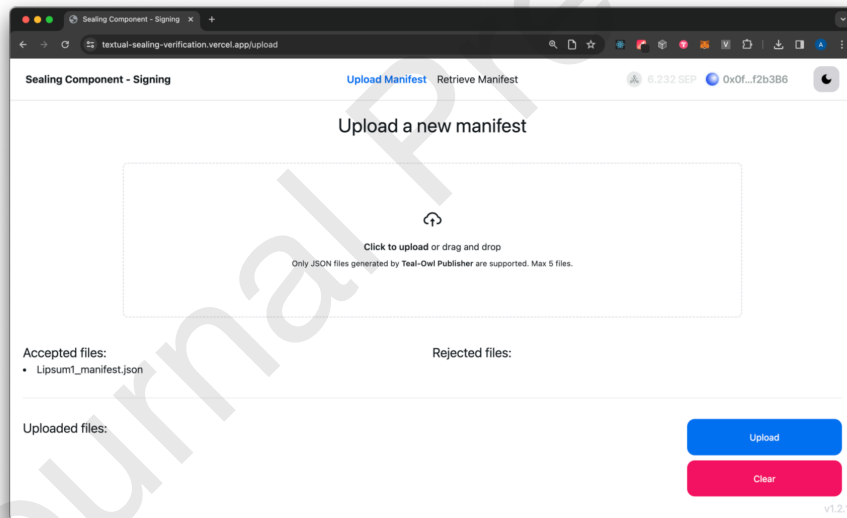 Sealing Component - Signing
textual-sealing-verification.vercel.app/upload
Sealing Component - Signing
Upload Manifest
Retrieve Manifest
6.232 SEP
0x0f...f2b3B6
Upload a new manifest
Click to upload or drag and drop
Only JSON files generated by Teal-Owl Publisher are supported. Max 5 files.
Accepted files:
Rejected files:
• Lipsum1_manifest.json
Uploaded files:
Upload
Clear